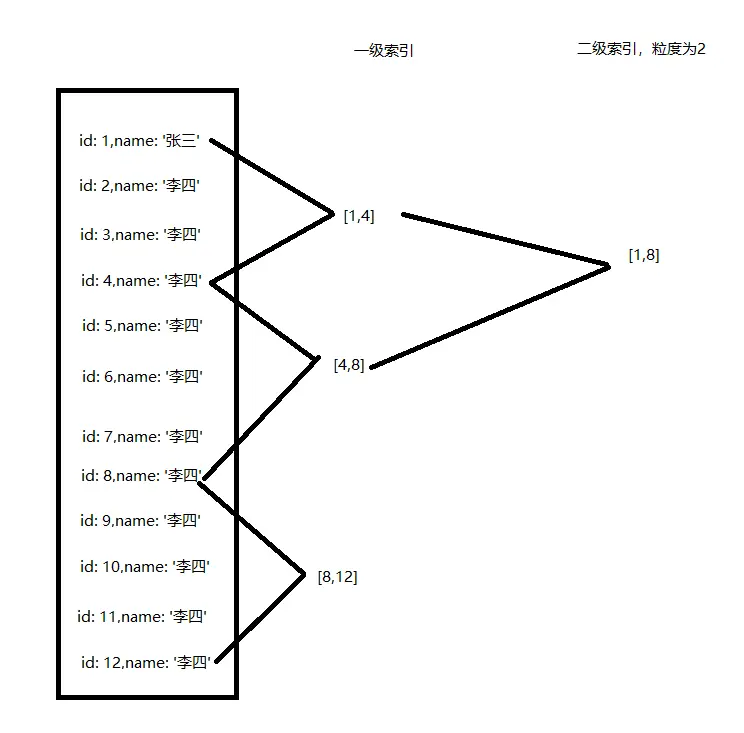 一级索引
二级索引，粒度为2
id: 1,name: '张三'
id: 2,name: '李四'
id: 3,name: '李四'
id: 4,name: '李四'
id: 5,name: '李四'
id: 6,name: '李四'
id: 7,name: '李四'
id: 8,name: '李四'
id: 9,name: '李四'
id: 10,name: '李四'
id: 11,name: '李四'
id: 12,name: '李四'
[1,4]
[4,8]
[8,12]
[1,8]